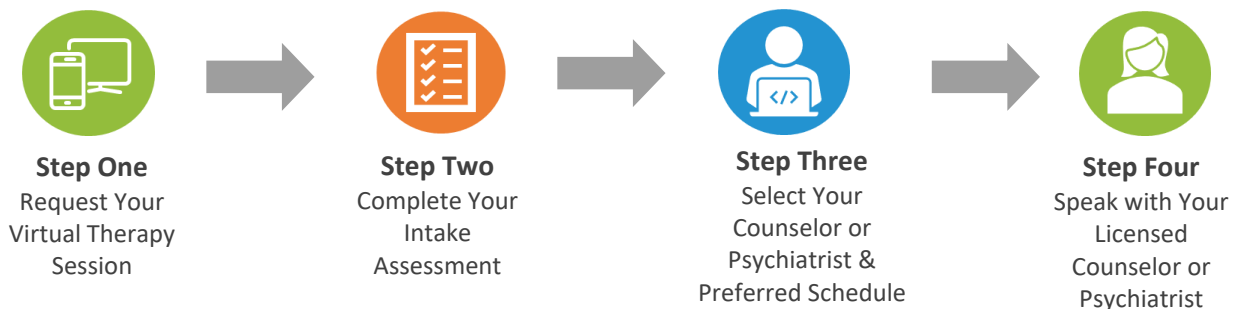 Step One
Request Your
Virtual Therapy
Session
Step Two
Complete Your
Intake
Assessment
</>
Step Three
Select Your
Counselor or
Psychiatrist &
Preferred Schedule
Step Four
Speak with Your
Licensed
Counselor or
Psychiatrist